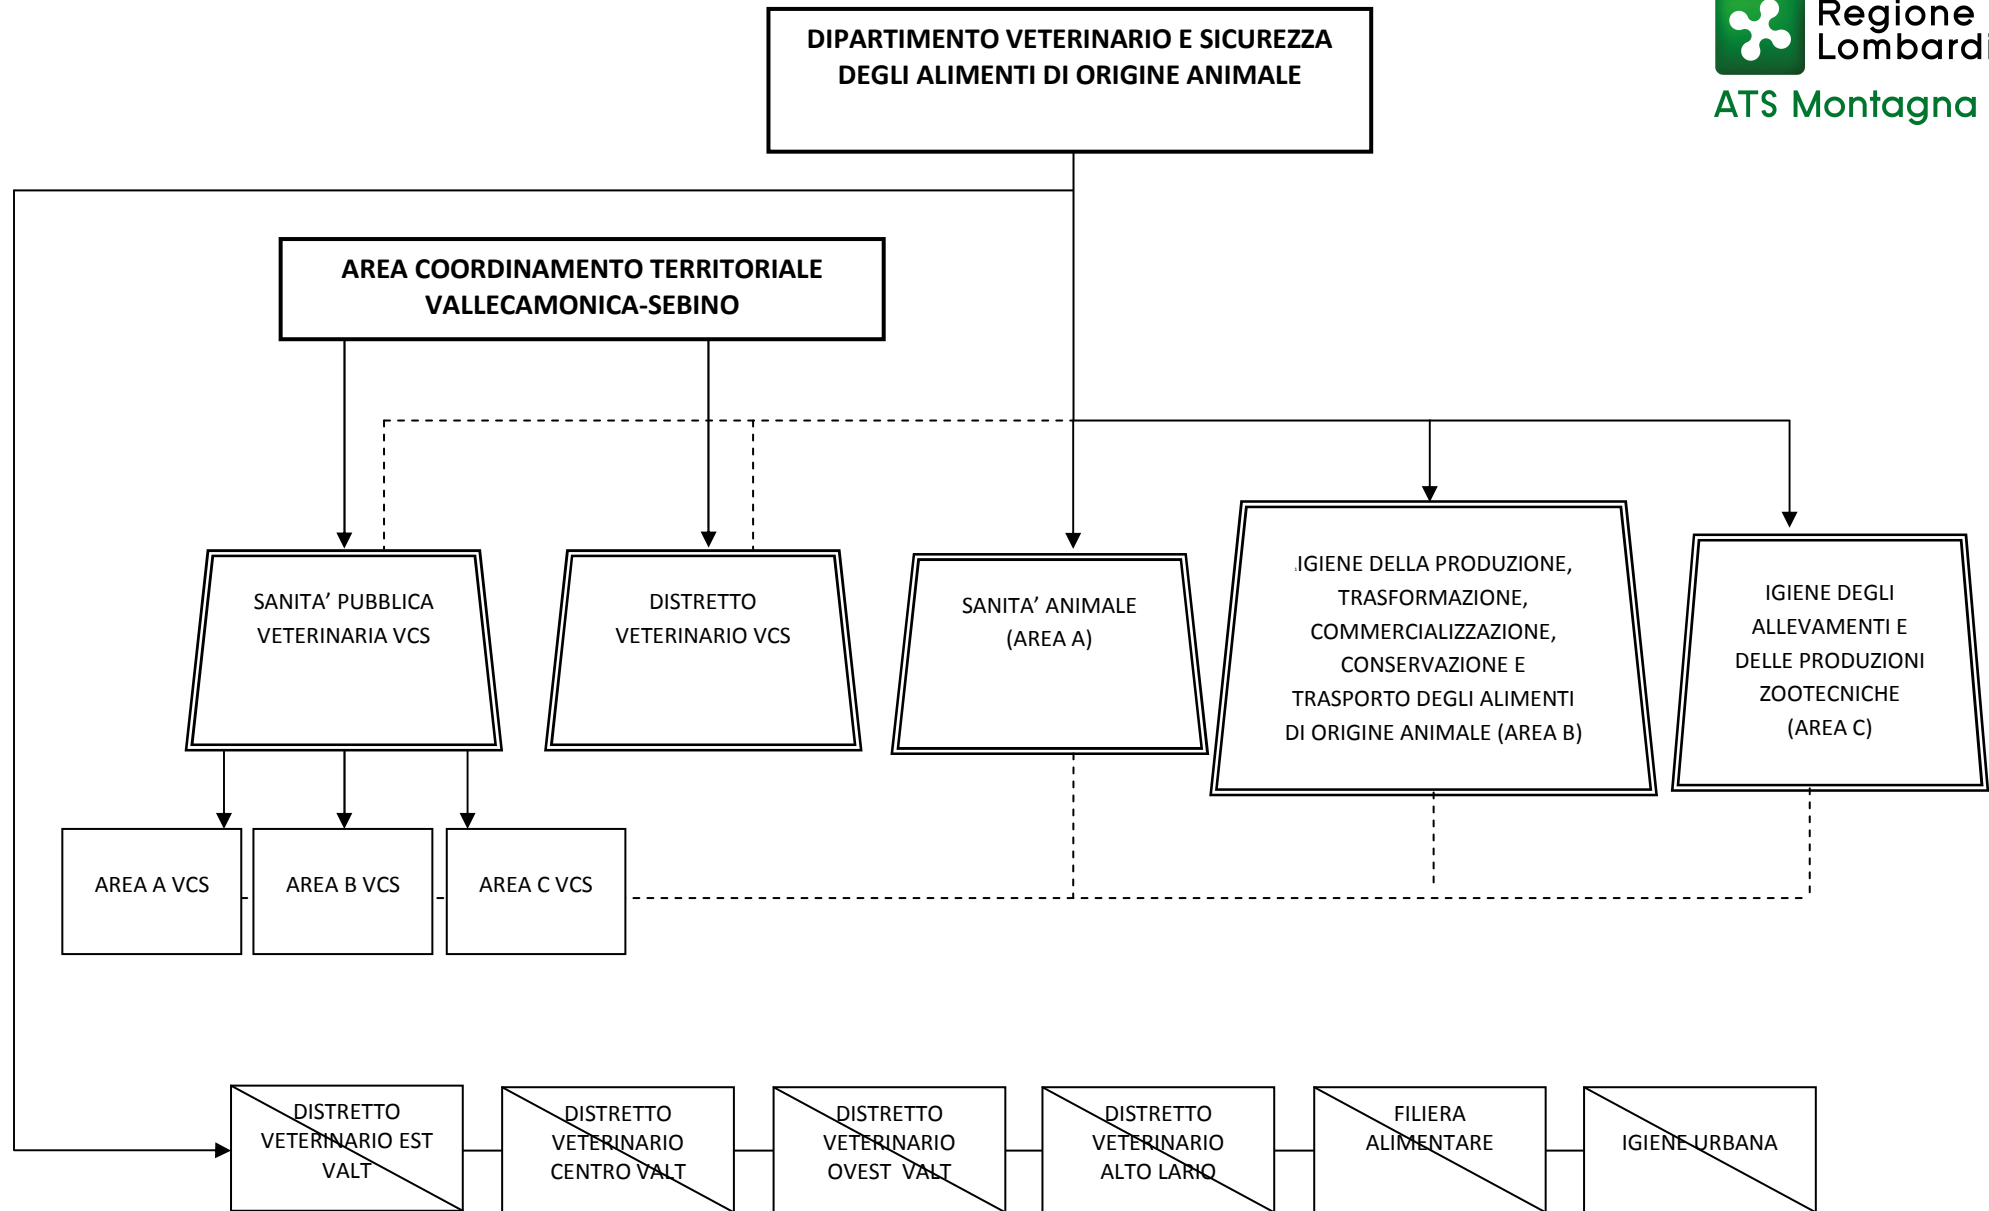 DIPARTIMENTO VETERINARIO E SICUREZZA
DEGLI ALIMENTI DI ORIGINE ANIMALE
Regione
Lombardi
ATS Montagna
AREA COORDINAMENTO TERRITORIALE
VALLECAMONICA-SEBINO
SANITA’ PUBBLICA
VETERINARIA VCS
DISTRETTO
VETERINARIO VCS
SANITA’ ANIMALE
(AREA A)
IGIENE DELLA PRODUZIONE,
TRASFORMAZIONE,
COMMERCIALIZZAZIONE,
CONSERVAZIONE E
TRASPORTO DEGLI ALIMENTI
DI ORIGINE ANIMALE (AREA B)
IGIENE DEGLI
ALLEVAMENTI E
DELLE PRODUZIONI
ZOOTECNICHE
(AREA C)
AREA A VCS
AREA B VCS
AREA C VCS
DISTRETTO
VETERINARIO EST
VALT
DISTRETTO
VETERINARIO
CENTRO VALT
DISTRETTO
VETERINARIO
OVEST VALT
DISTRETTO
VETERINARIO
ALTO LARIO
FILIERA
ALIMENTARE
IGIENE URBANA